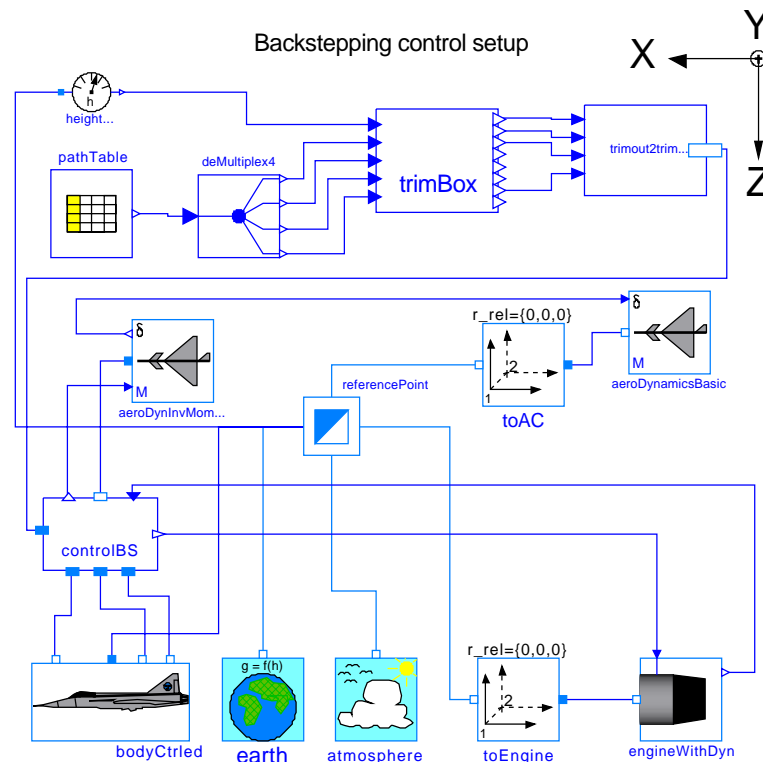 Backstepping control setup
X
Y
Z
h
height...
pathTable
deMultiplex4
trimBox
trimout2trim...
δ
M
aeroDynInvMom...
r_rel={0,0,0}
2
1
toAC
δ
M
aeroDynamicsBasic
referencePoint
controlBS
bodyCtrled
g = f(h)
earth
atmosphere
r_rel={0,0,0}
2
1
toEngine
engineWithDyn